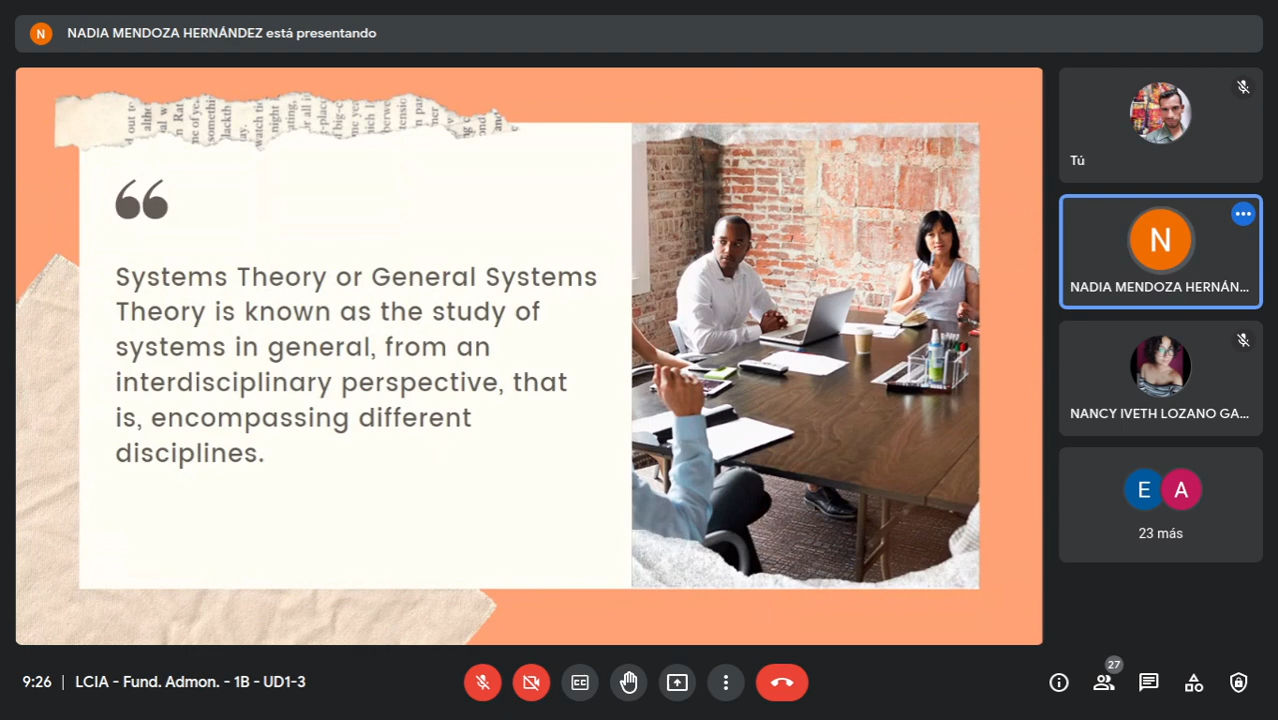 N NADIA MENDOZA HERNÁNDEZ está presentando
“
Systems Theory or General Systems
Theory is known as the study of
systems in general, from an
interdisciplinary perspective, that
is, encompassing different
disciplines.
Tú
N
NADIA MENDOZA HERNÁN...
NANCY IVETH LOZANO GA...
E A
23 más
9:26 | LCIA - Fund. Admon. - 1B - UD1-3
CC
27